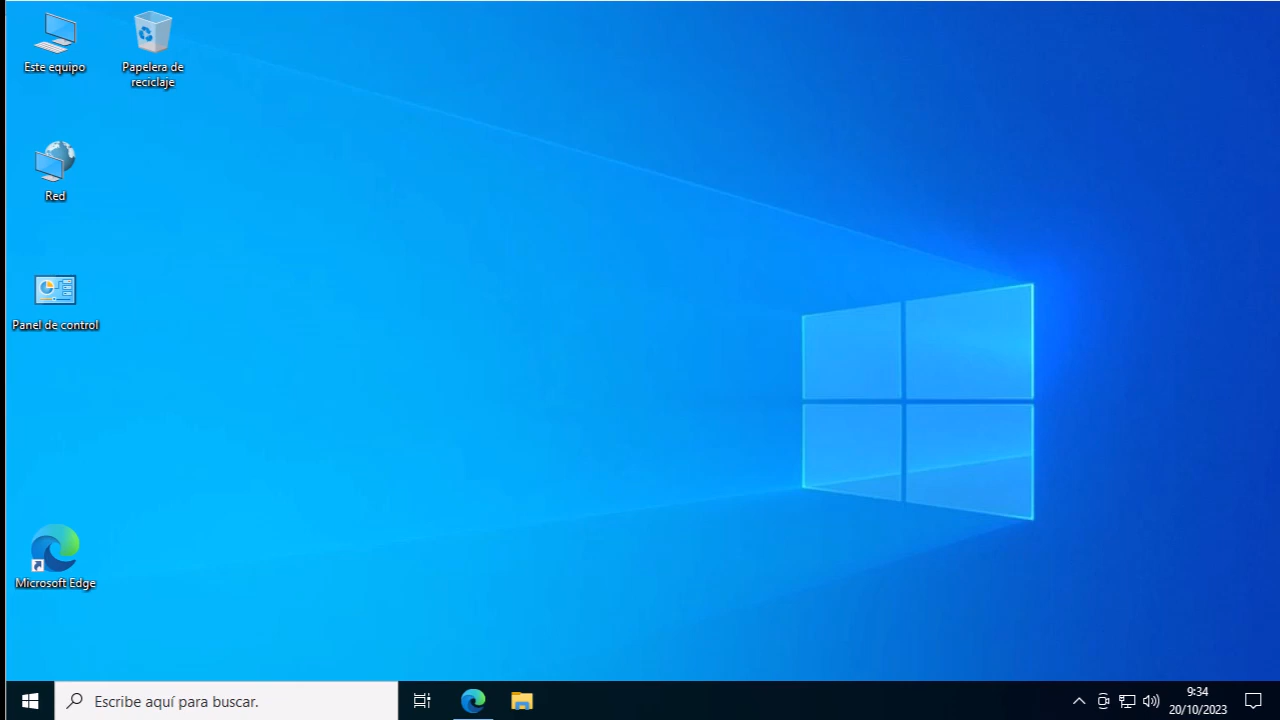 Este equipo
Papelera de
reciclaje
Red
Panel de control
Microsoft Edge
Escribe aquí para buscar.
9:34
20/10/2023